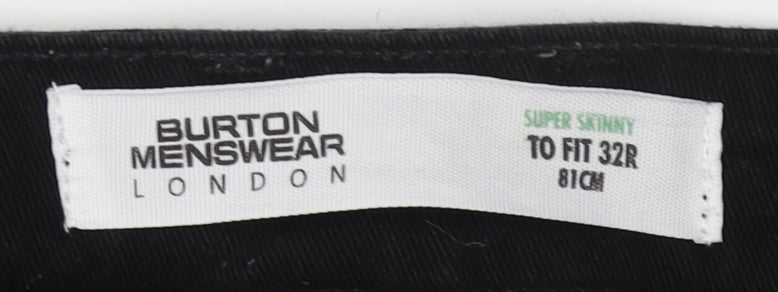 BURTON
MENSWEAR
LONDON
SUPER SKINNY
TO FIT 32R
81CM